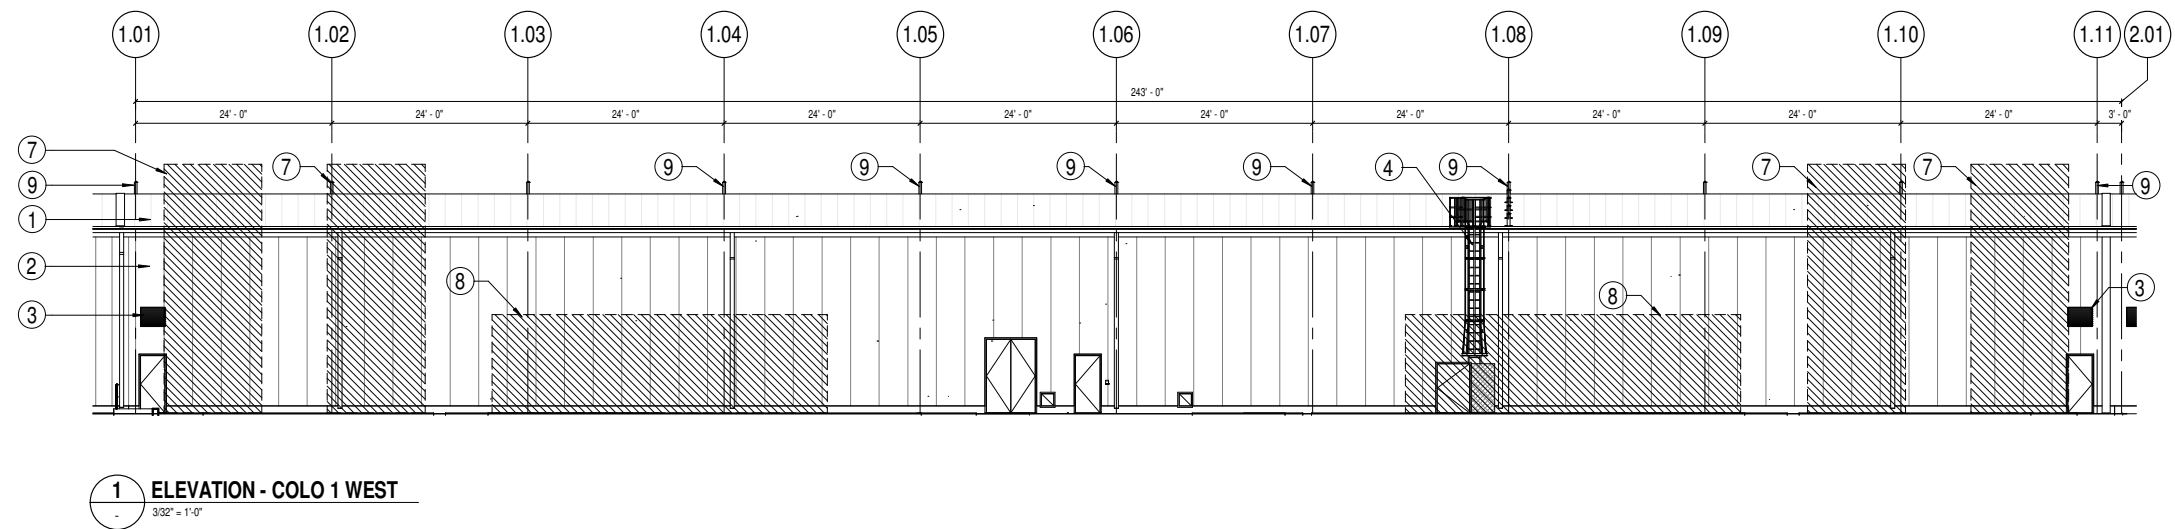 1.01 1.02 1.03 1.04 1.05 1.06 1.07 1.08 1.09 1.10 1.11 2.01
243' - 0"
24' - 0" 24' - 0" 24' - 0" 24' - 0" 24' - 0" 24' - 0" 24' - 0" 24' - 0" 24' - 0" 24' - 0" 3' - 0"
7 7 9 9 9 9 4 9 7 7
9 9
1
2
8 8
3 3
1 ELEVATION - COLO 1 WEST
- 3/32" = 1'-0"